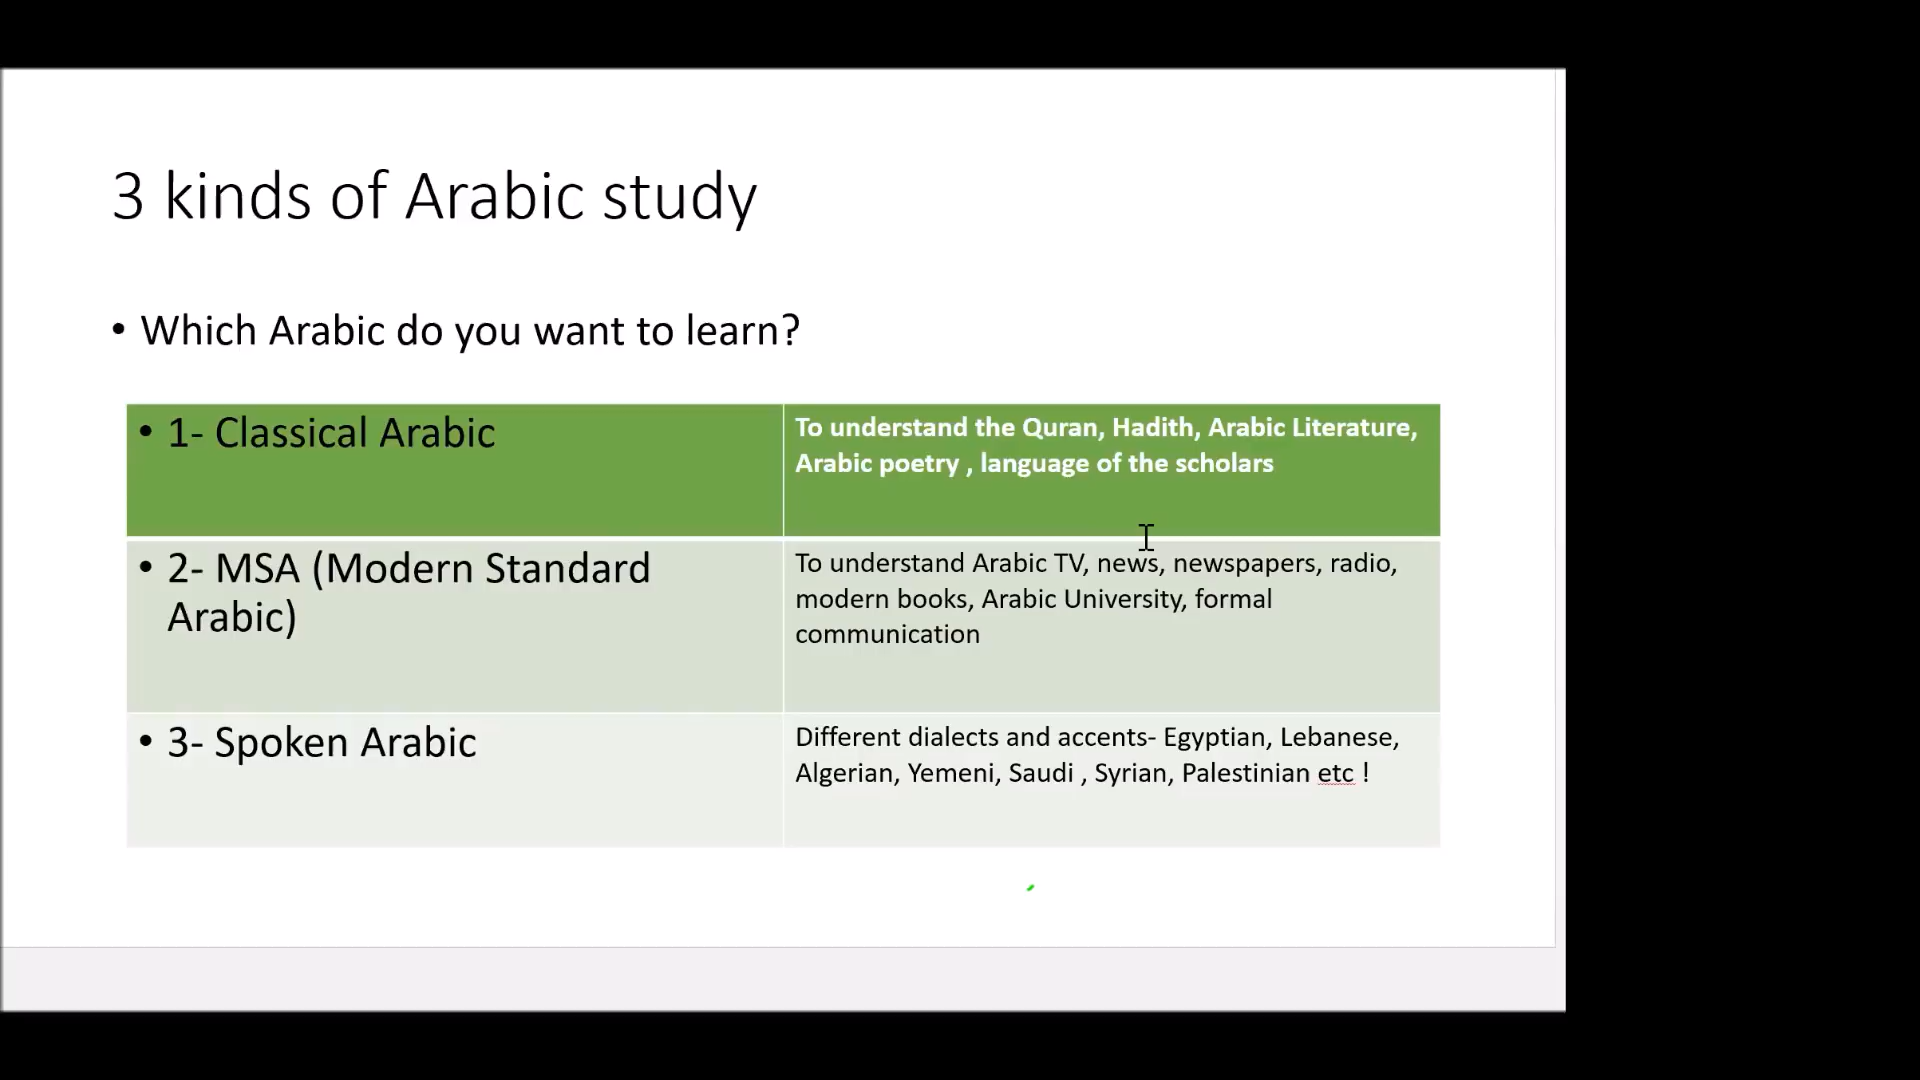 3 kinds of Arabic study
• Which Arabic do you want to learn?
• 1- Classical Arabic
To understand the Quran, Hadith, Arabic Literature,
Arabic poetry , language of the scholars
• 2- MSA (Modern Standard
Arabic)
To understand Arabic TV, news, newspapers, radio,
modern books, Arabic University, formal
communication
• 3- Spoken Arabic
Different dialects and accents- Egyptian, Lebanese,
Algerian, Yemeni, Saudi , Syrian, Palestinian etc !